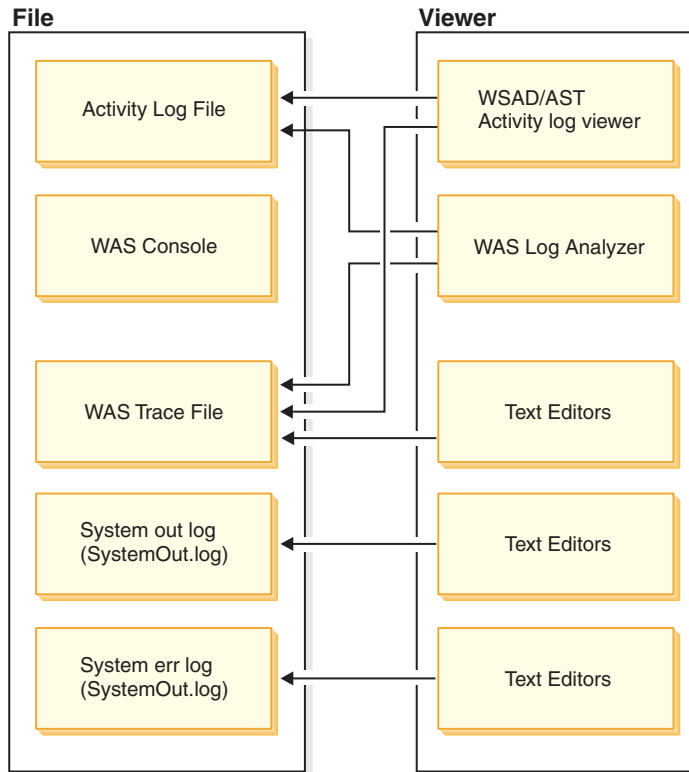 File
Activity Log File
WAS Console
WAS Trace File
System out log
(SystemOut.log)
System err log
(SystemOut.log)
Viewer
WSAD/AST
Activity log viewer
WAS Log Analyzer
Text Editors
Text Editors
Text Editors